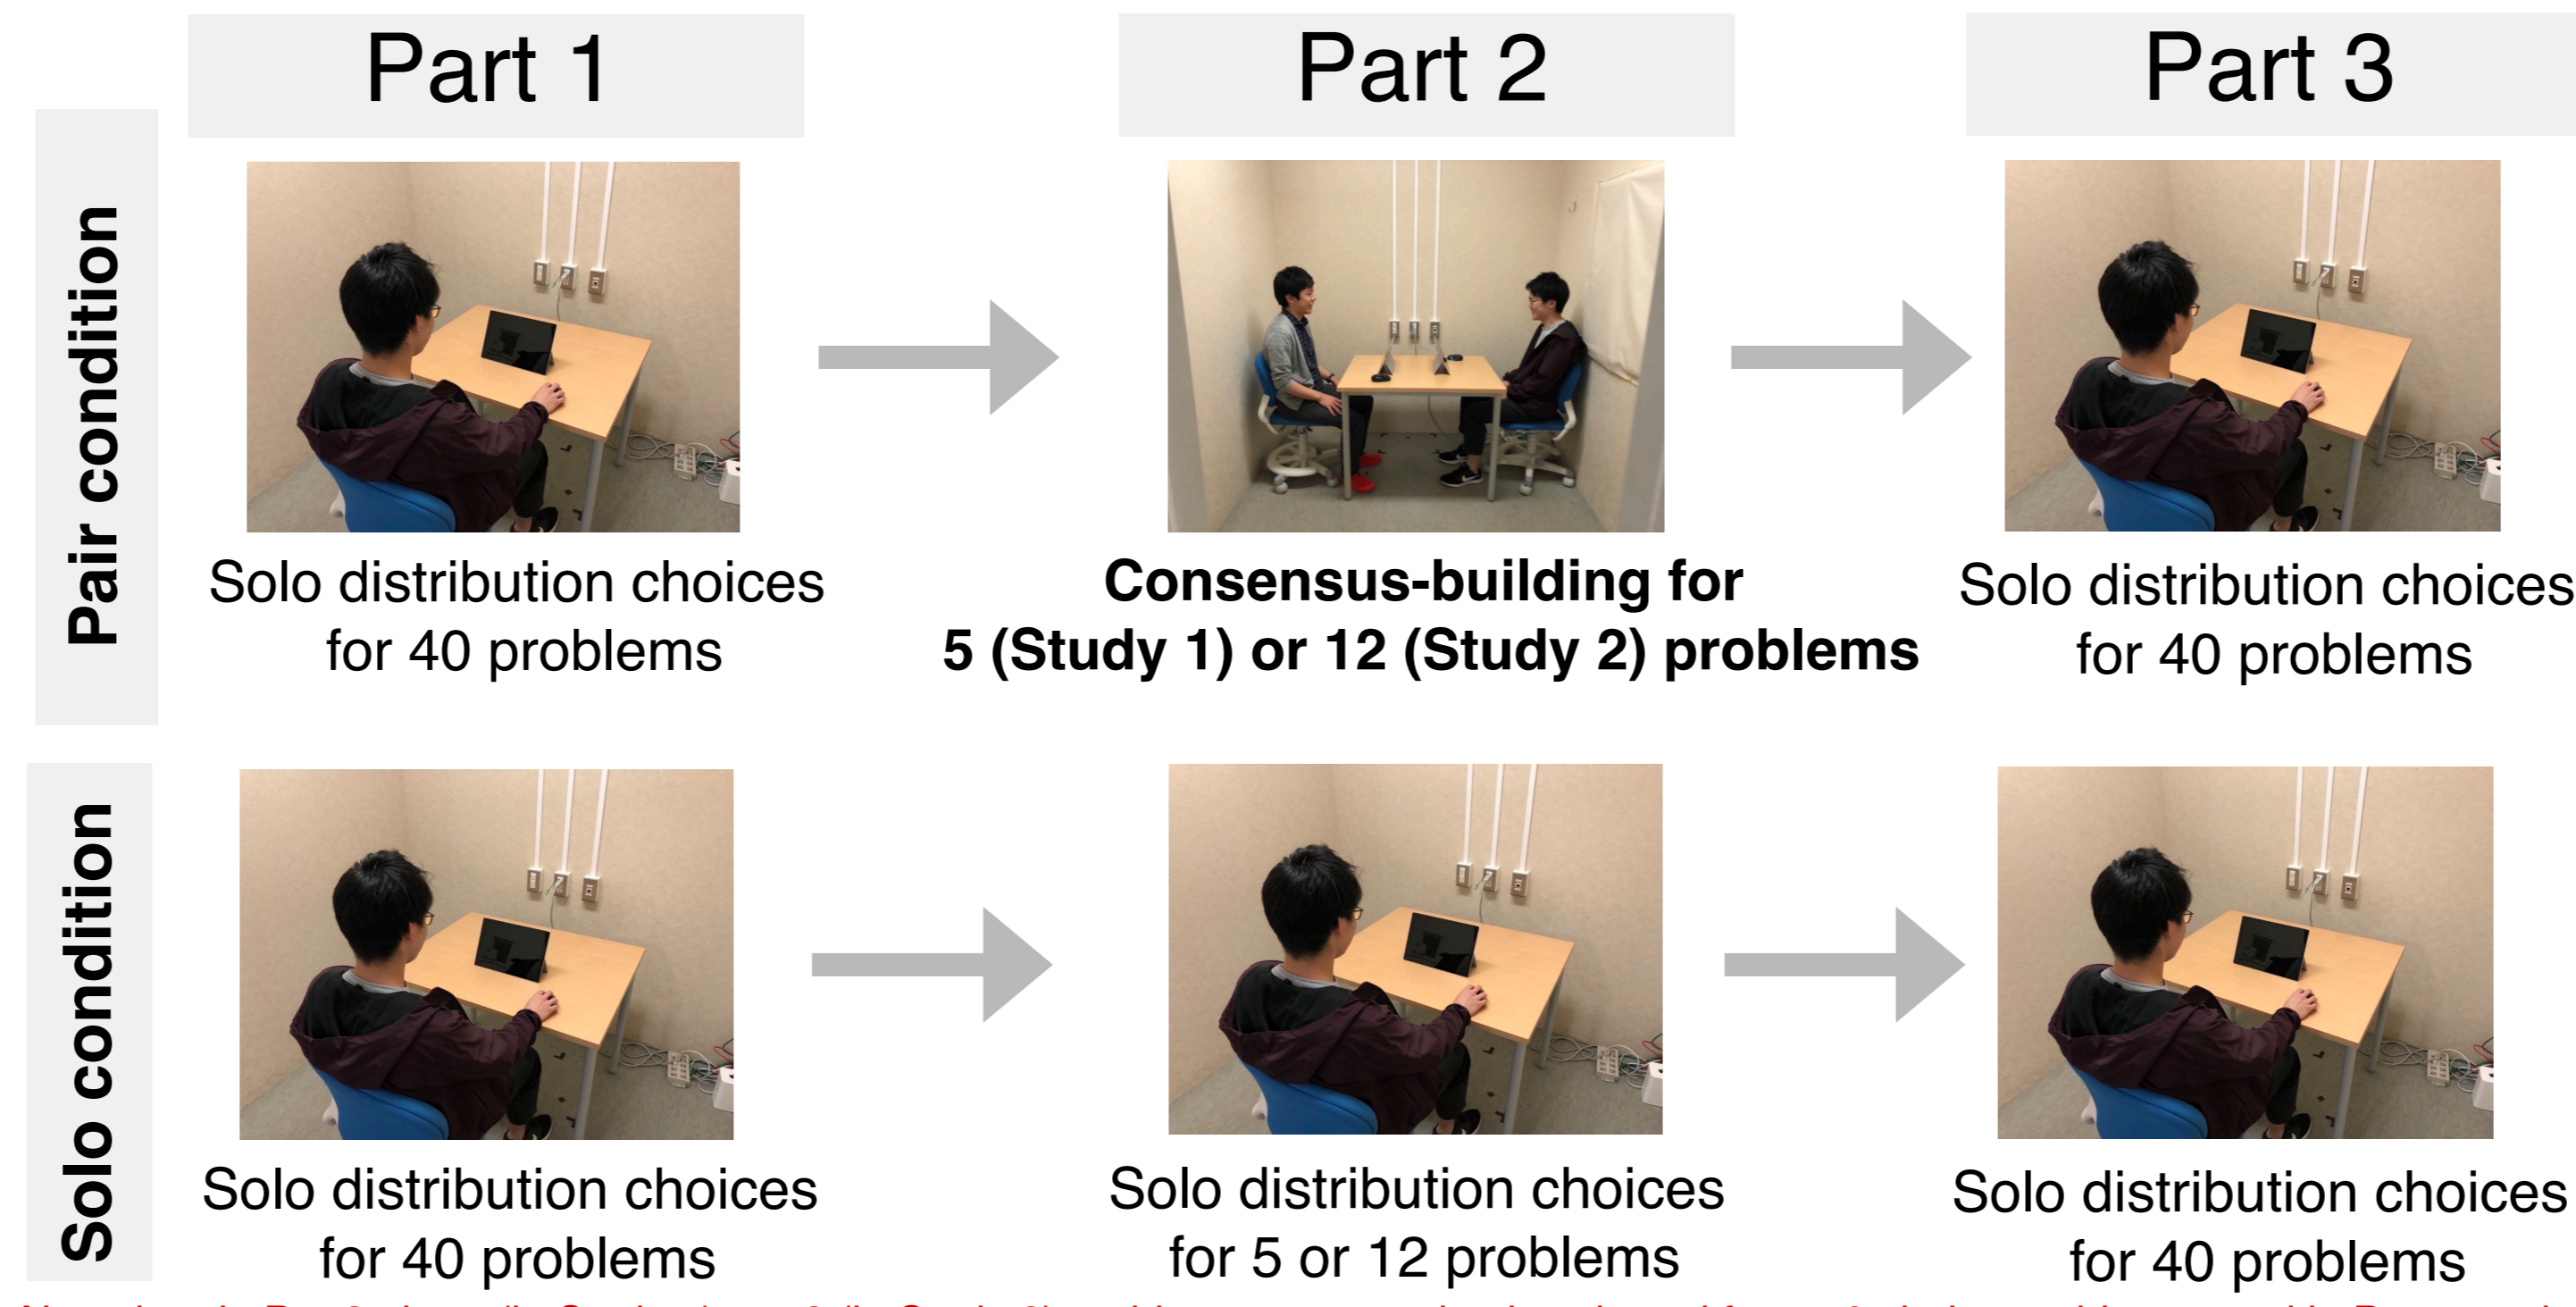 Part 1
Part 2
Part 3
Pair condition
Solo distribution choices
for 40 problems
Consensus-building for
5 (Study 1) or 12 (Study 2) problems
Solo distribution choices
for 40 problems
Solo condition
Solo distribution choices
for 40 problems
Solo distribution choices
for 5 or 12 problems
Solo distribution choices
for 40 problems